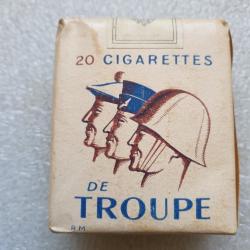 20 CIGARETTES
DE
TROUPE
R M